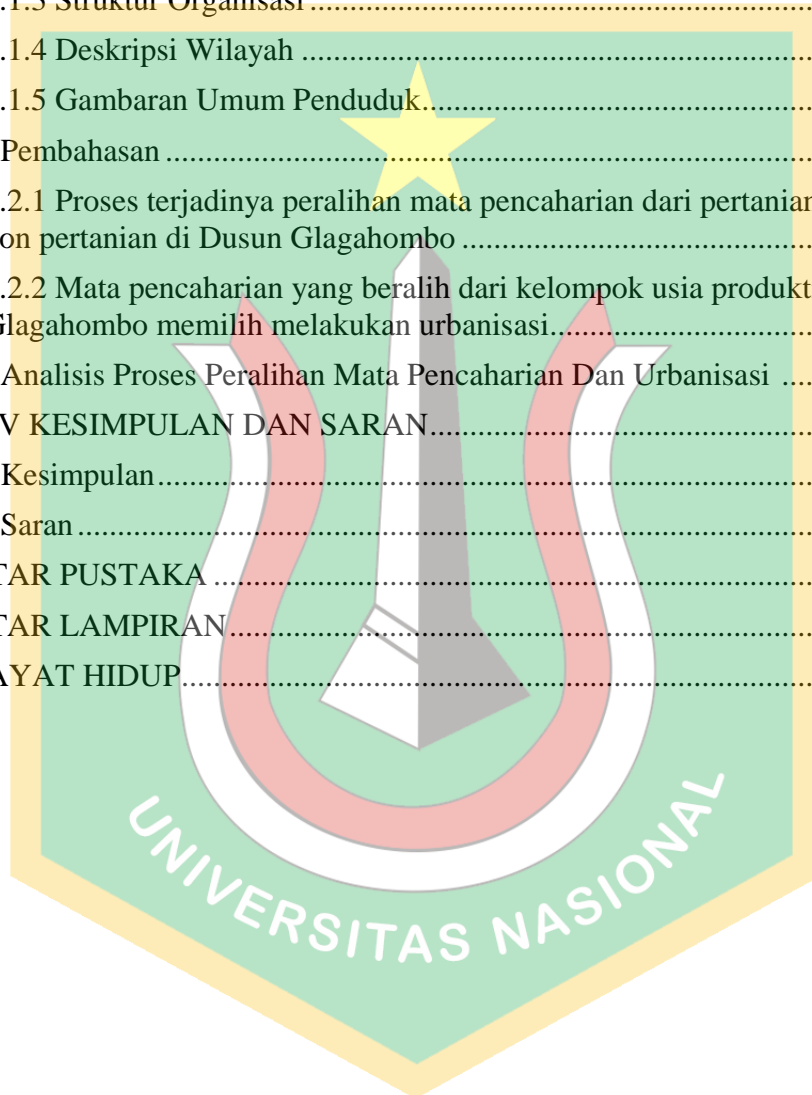 .1.3 Struktur Organisasi ..........................................................
.1.4 Deskripsi Wilayah ..........................................................
.1.5 Gambaran Umum Penduduk..........................................................
Pembahasan ..........................................................
.2.1 Proses terjadinya peralihan mata pencaharian dari pertanian
on pertanian di Dusun Glagahombo ..........................................................
.2.2 Mata pencaharian yang beralih dari kelompok usia produkt
Glagahombo memilih melakukan urbanisasi..........................................................
Analisis Proses Peralihan Mata Pencaharian Dan Urbanisasi ....
V KESIMPULAN DAN SARAN..........................................................
Kesimpulan..........................................................
Saran ..........................................................
TAR PUSTAKA ..........................................................
TAR LAMPIRAN..........................................................
AYAT HIDUP..........................................................
UNIVERSITAS NASIONAL